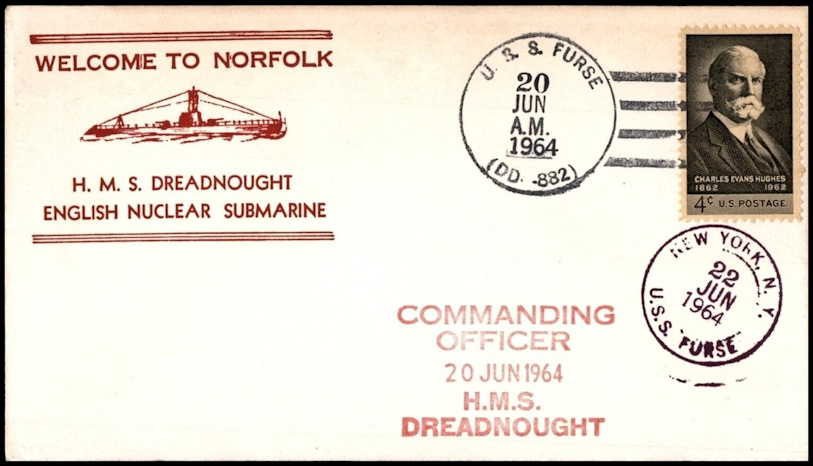 WELCOME TO NORFOLK
H. M. S. DREADNOUGHT
ENGLISH NUCLEAR SUBMARINE
U. S. S. FURSE
20
JUN
A.M.
1964
(DD. -882)
CHARLES EVANS HUGHES
1862 1962
4c U.S. POSTAGE
NEW YORK, N. Y.
22
JUN
1964
U.S.S. FURSE
COMMANDING
OFFICER
20 JUN 1964
H.M.S.
DREADNOUGHT